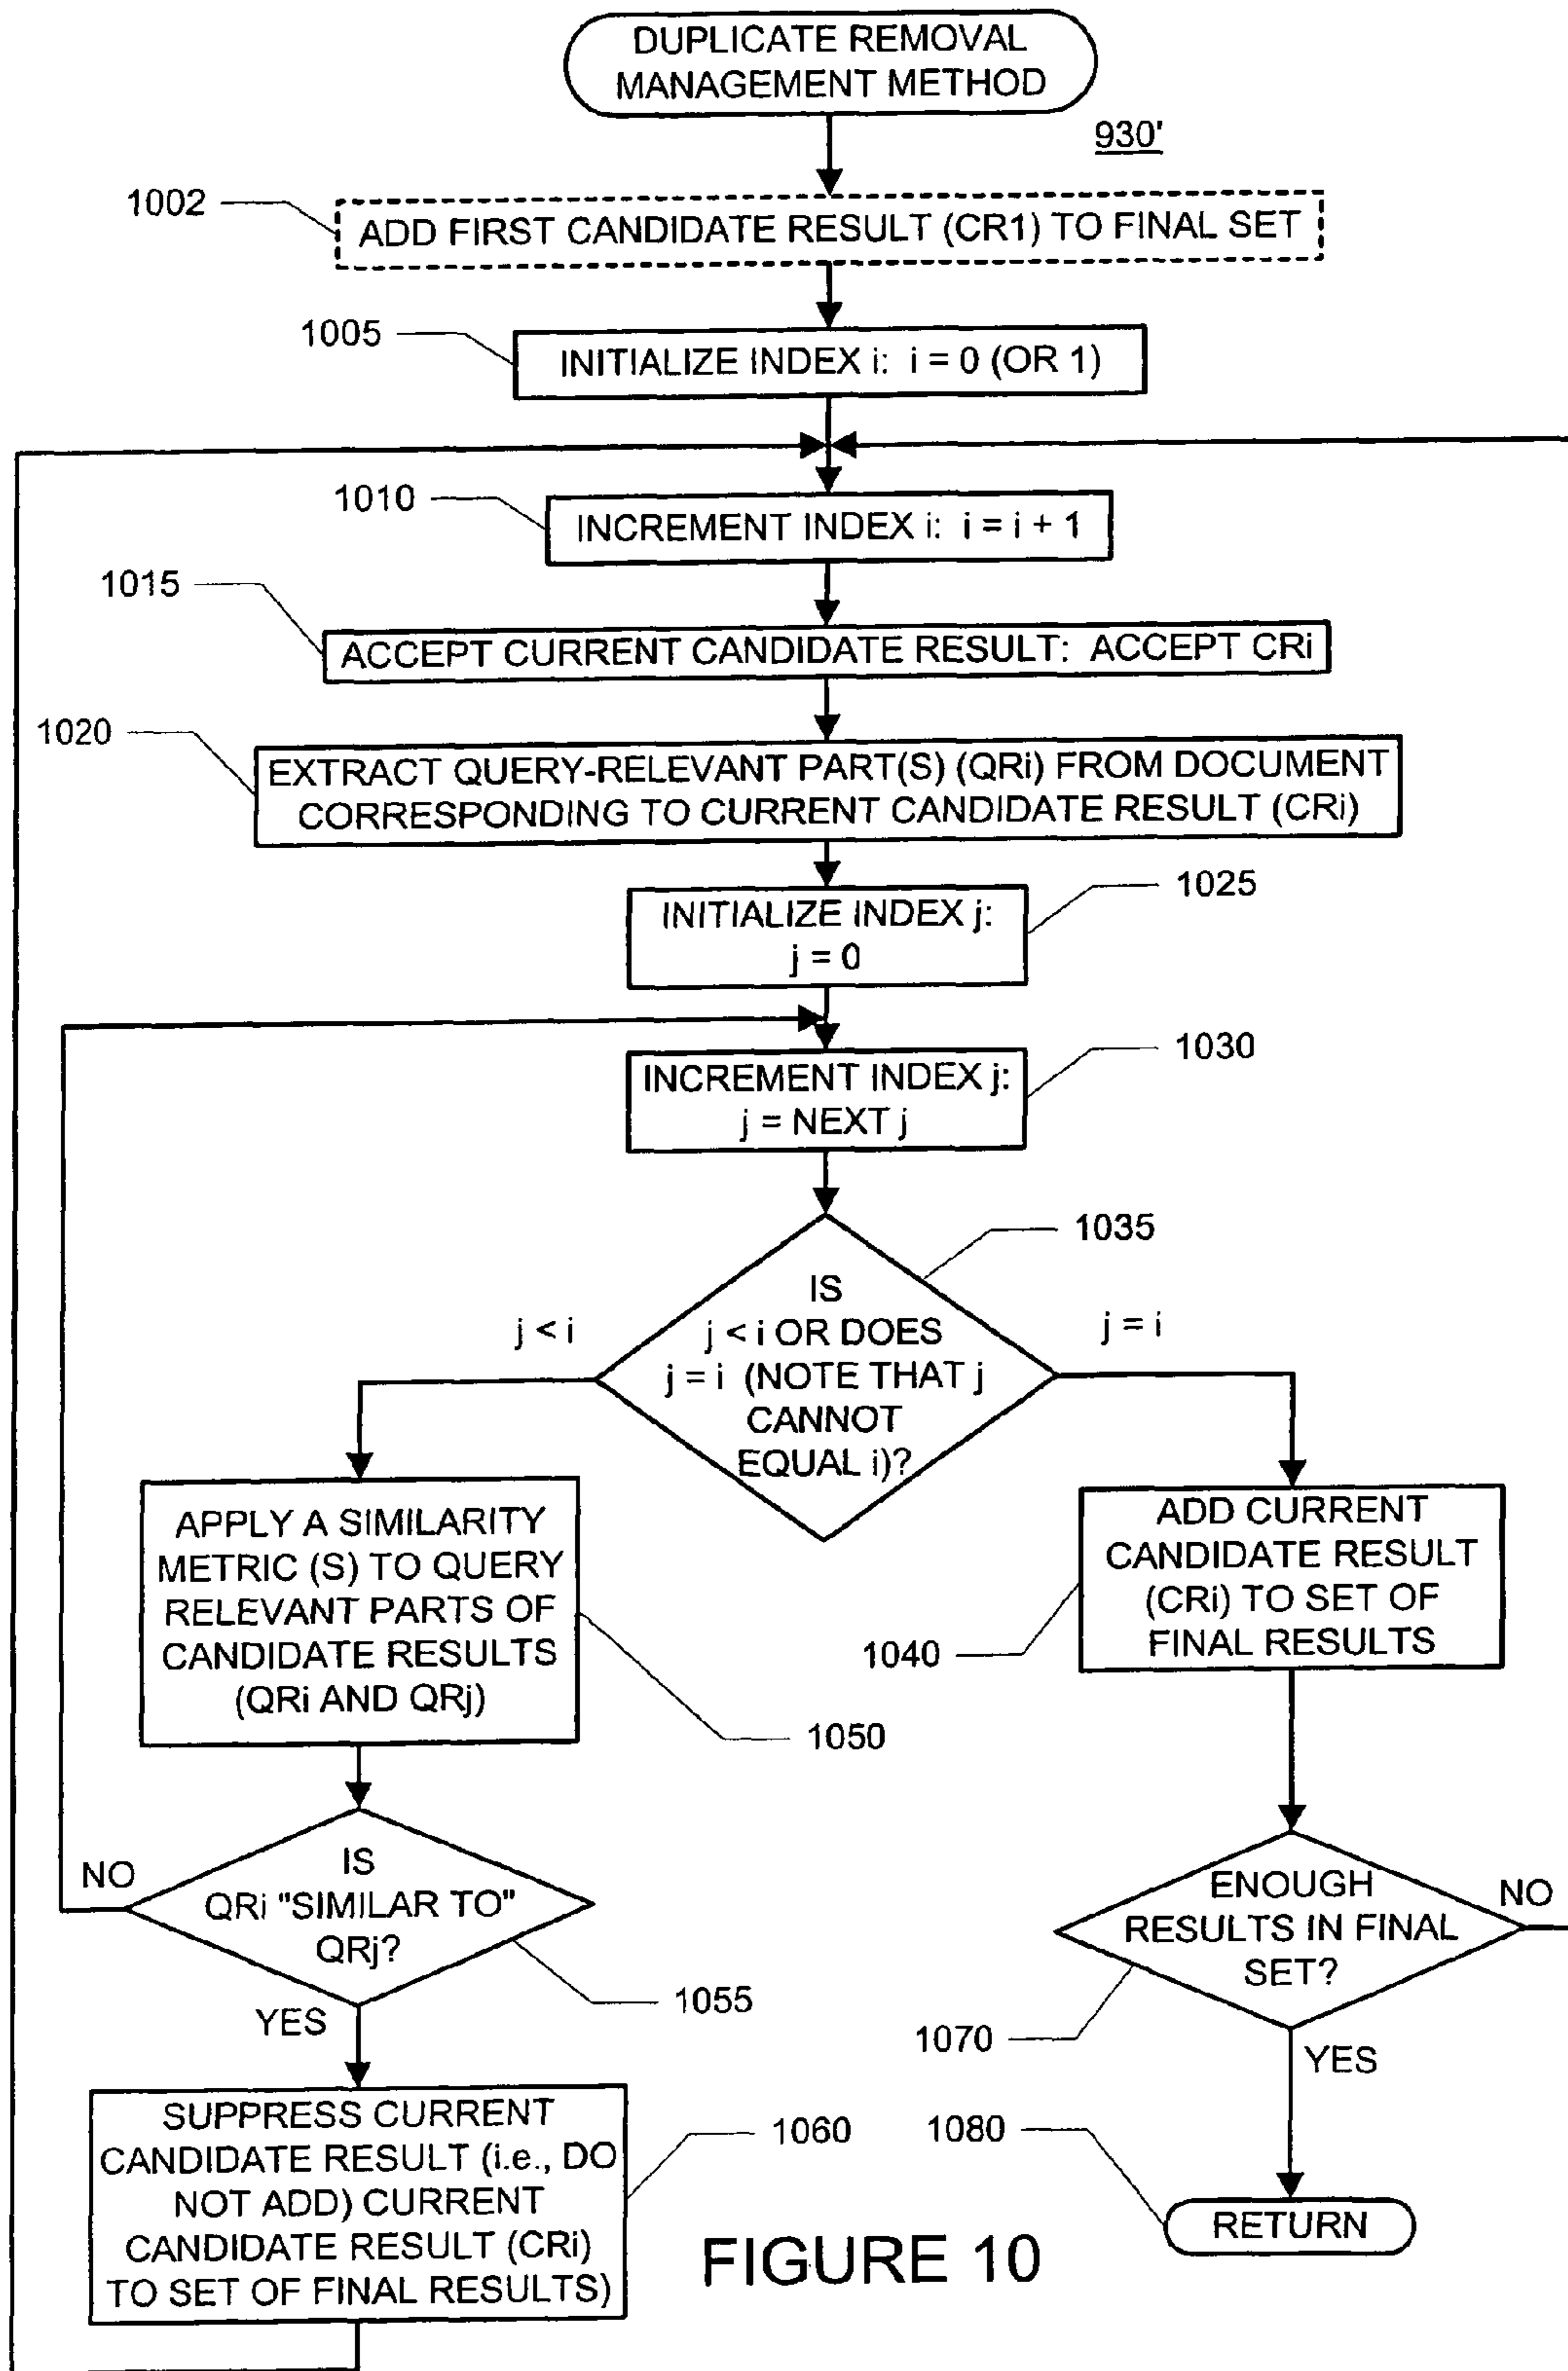 DUPLICATE REMOVAL
MANAGEMENT METHOD
930'
1002
ADD FIRST CANDIDATE RESULT (CR1) TO FINAL SET
1005
INITIALIZE INDEX i: i = 0 (OR 1)
1010
INCREMENT INDEX i: i = i + 1
1015
ACCEPT CURRENT CANDIDATE RESULT: ACCEPT CRi
1020
EXTRACT QUERY-RELEVANT PART(S) (QRi) FROM DOCUMENT
CORRESPONDING TO CURRENT CANDIDATE RESULT (CRi)
1025
INITIALIZE INDEX j:
j = 0
1030
INCREMENT INDEX j:
j = NEXT j
1035
IS
j < i OR DOES
j = i (NOTE THAT j
CANNOT
EQUAL i)?
j < i
j = i
APPLY A SIMILARITY
METRIC (S) TO QUERY
RELEVANT PARTS OF
CANDIDATE RESULTS
(QRi AND QRj)
1050
ADD CURRENT
CANDIDATE RESULT
(CRi) TO SET OF
FINAL RESULTS
1040
NO
IS
QRi "SIMILAR TO"
QRj?
1055
YES
ENOUGH
RESULTS IN FINAL
SET?
NO
1070
YES
SUPPRESS CURRENT
CANDIDATE RESULT (i.e., DO
NOT ADD) CURRENT
CANDIDATE RESULT (CRi)
TO SET OF FINAL RESULTS)
1060
1080
RETURN
FIGURE 10